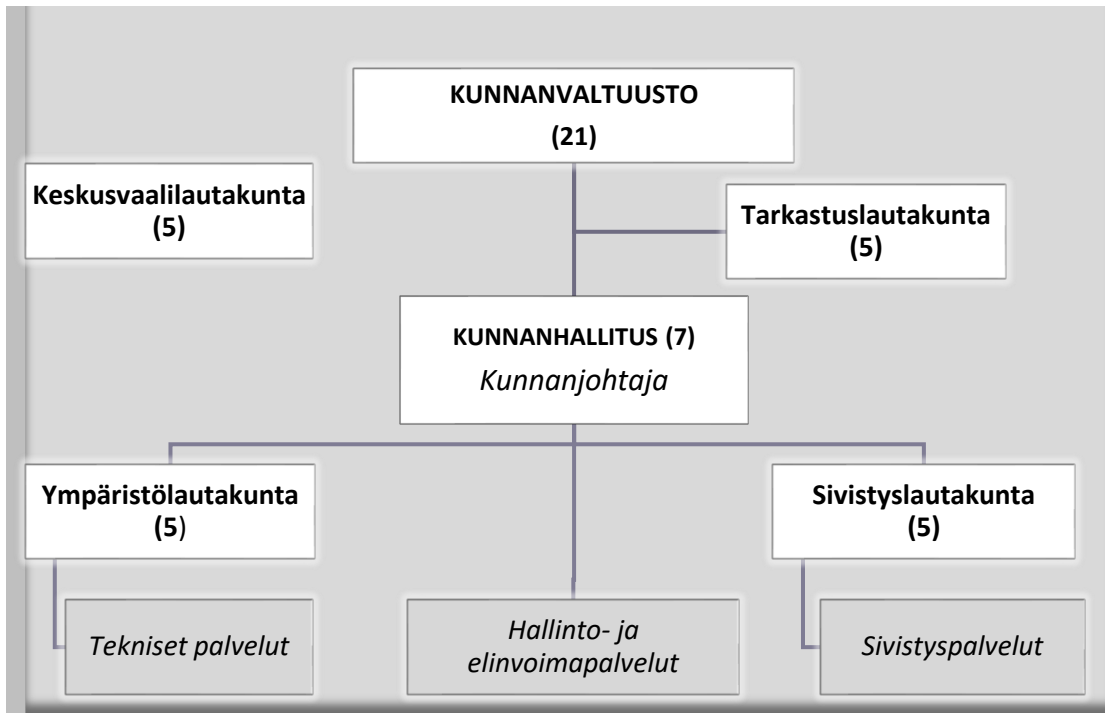 KUNNANVALTUUSTO
(21)
Keskusvaalilautakunta
(5)
Tarkastuslautakunta
(5)
KUNNANHALLITUS (7)
Kunnanjohtaja
Ympäristölautakunta
(5)
Sivistyslautakunta
(5)
Tekniset palvelut
Hallinto- ja
elinvoimapalvelut
Sivistyspalvelut